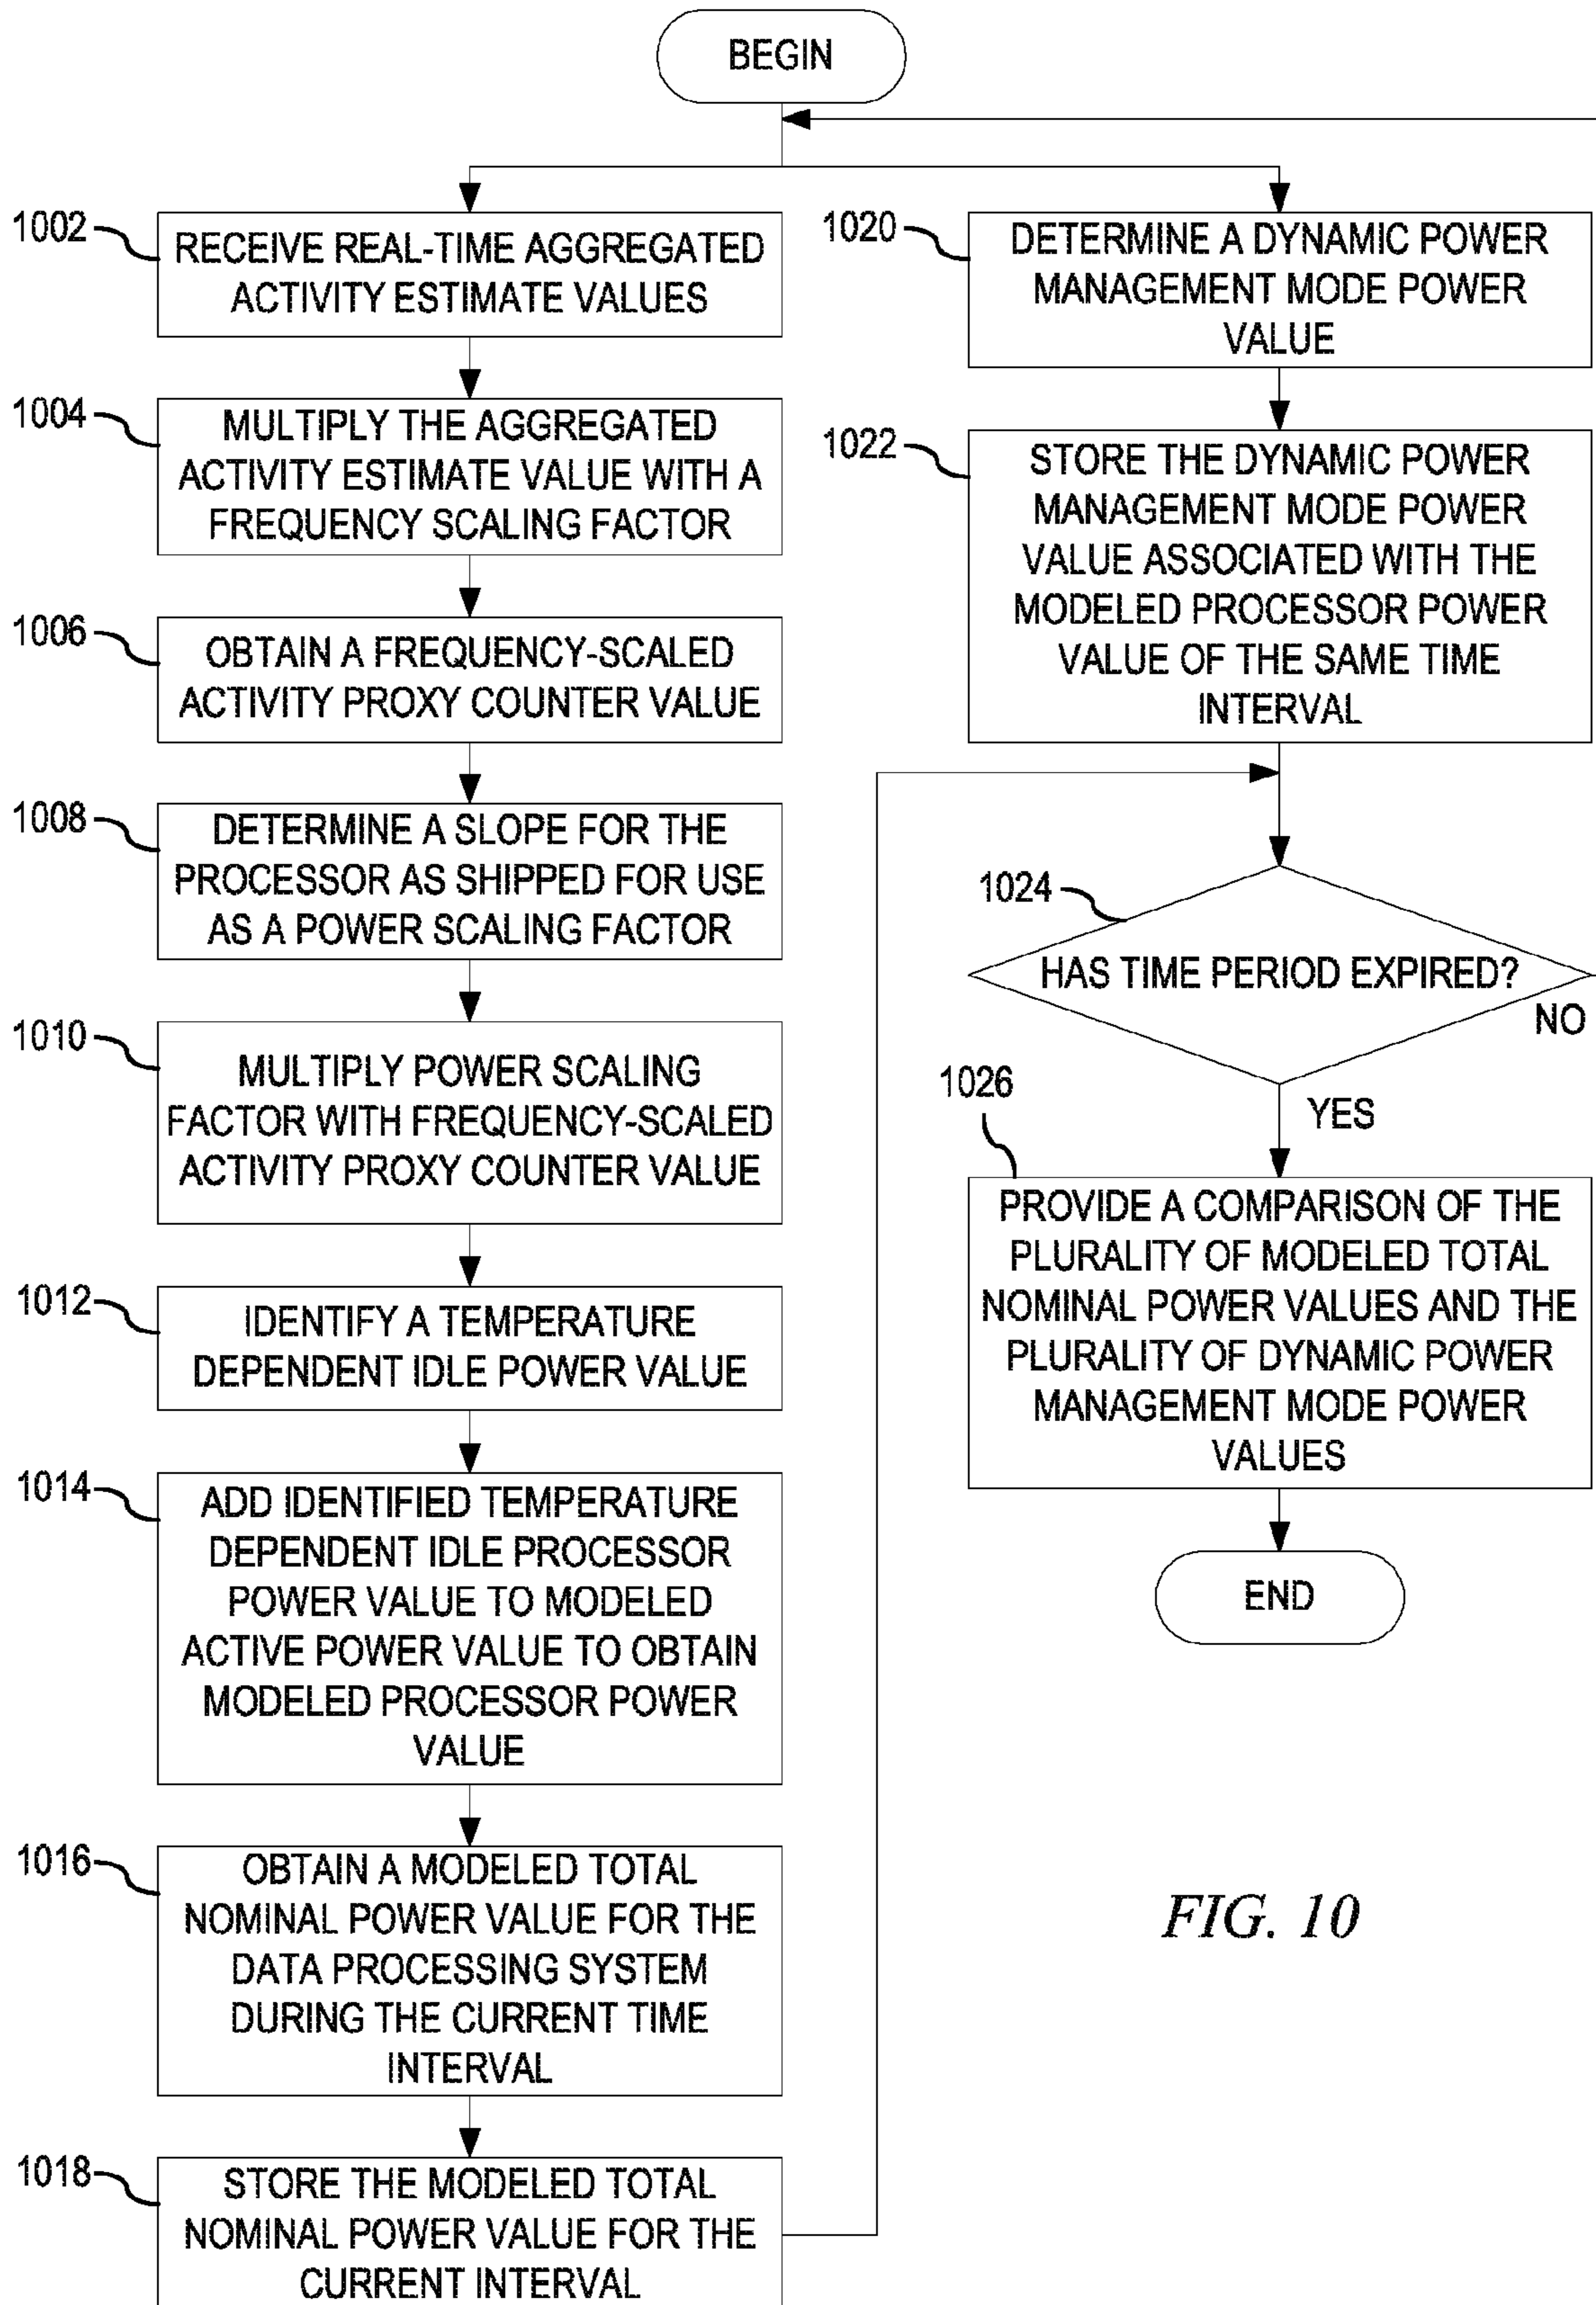 BEGIN
1002
RECEIVE REAL-TIME AGGREGATED
ACTIVITY ESTIMATE VALUES
1004
MULTIPLY THE AGGREGATED
ACTIVITY ESTIMATE VALUE WITH A
FREQUENCY SCALING FACTOR
1006
OBTAIN A FREQUENCY-SCALED
ACTIVITY PROXY COUNTER VALUE
1008
DETERMINE A SLOPE FOR THE
PROCESSOR AS SHIPPED FOR USE
AS A POWER SCALING FACTOR
1010
MULTIPLY POWER SCALING
FACTOR WITH FREQUENCY-SCALED
ACTIVITY PROXY COUNTER VALUE
1012
IDENTIFY A TEMPERATURE
DEPENDENT IDLE POWER VALUE
1014
ADD IDENTIFIED TEMPERATURE
DEPENDENT IDLE PROCESSOR
POWER VALUE TO MODELED
ACTIVE POWER VALUE TO OBTAIN
MODELED PROCESSOR POWER
VALUE
1016
OBTAIN A MODELED TOTAL
NOMINAL POWER VALUE FOR THE
DATA PROCESSING SYSTEM
DURING THE CURRENT TIME
INTERVAL
1018
STORE THE MODELED TOTAL
NOMINAL POWER VALUE FOR THE
CURRENT INTERVAL
1020
DETERMINE A DYNAMIC POWER
MANAGEMENT MODE POWER
VALUE
1022
STORE THE DYNAMIC POWER
MANAGEMENT MODE POWER
VALUE ASSOCIATED WITH THE
MODELED PROCESSOR POWER
VALUE OF THE SAME TIME
INTERVAL
1024
HAS TIME PERIOD EXPIRED?
NO
YES
1026
PROVIDE A COMPARISON OF THE
PLURALITY OF MODELED TOTAL
NOMINAL POWER VALUES AND THE
PLURALITY OF DYNAMIC POWER
MANAGEMENT MODE POWER
VALUES
END
FIG. 10